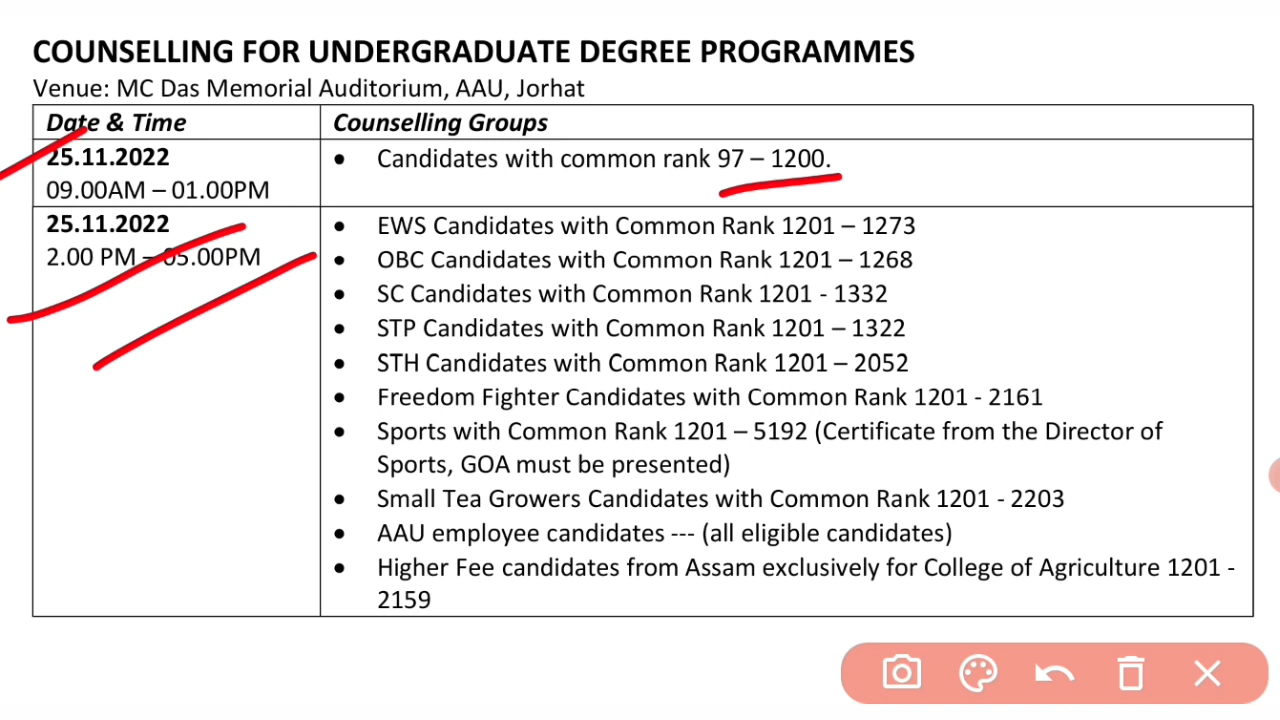 COUNSELLING FOR UNDERGRADUATE DEGREE PROGRAMMES
Venue: MC Das Memorial Auditorium, AAU, Jorhat
Date & Time
Counselling Groups
25.11.2022
09.00AM – 01.00PM
• Candidates with common rank 97 – 1200.
25.11.2022
2.00 PM – 05.00PM
• EWS Candidates with Common Rank 1201 – 1273
• OBC Candidates with Common Rank 1201 – 1268
• SC Candidates with Common Rank 1201 - 1332
• STP Candidates with Common Rank 1201 – 1322
• STH Candidates with Common Rank 1201 – 2052
• Freedom Fighter Candidates with Common Rank 1201 - 2161
• Sports with Common Rank 1201 – 5192 (Certificate from the Director of
Sports, GOA must be presented)
• Small Tea Growers Candidates with Common Rank 1201 - 2203
• AAU employee candidates --- (all eligible candidates)
• Higher Fee candidates from Assam exclusively for College of Agriculture 1201 -
2159